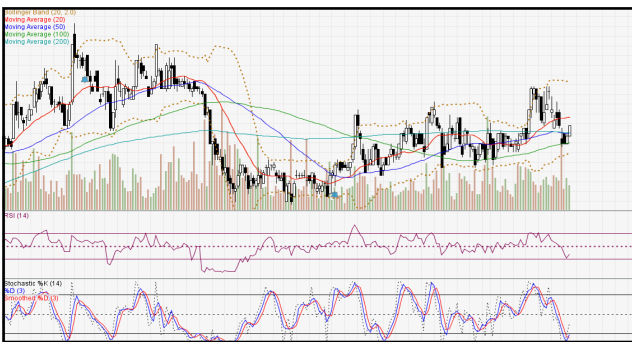 Bollinger Band (20, 2.0)
Moving Average (20)
Moving Average (50)
Moving Average (100)
Moving Average (200)
RSI (14)
Stochastic %K (14)
%D (3)
Smoothed %D (3)